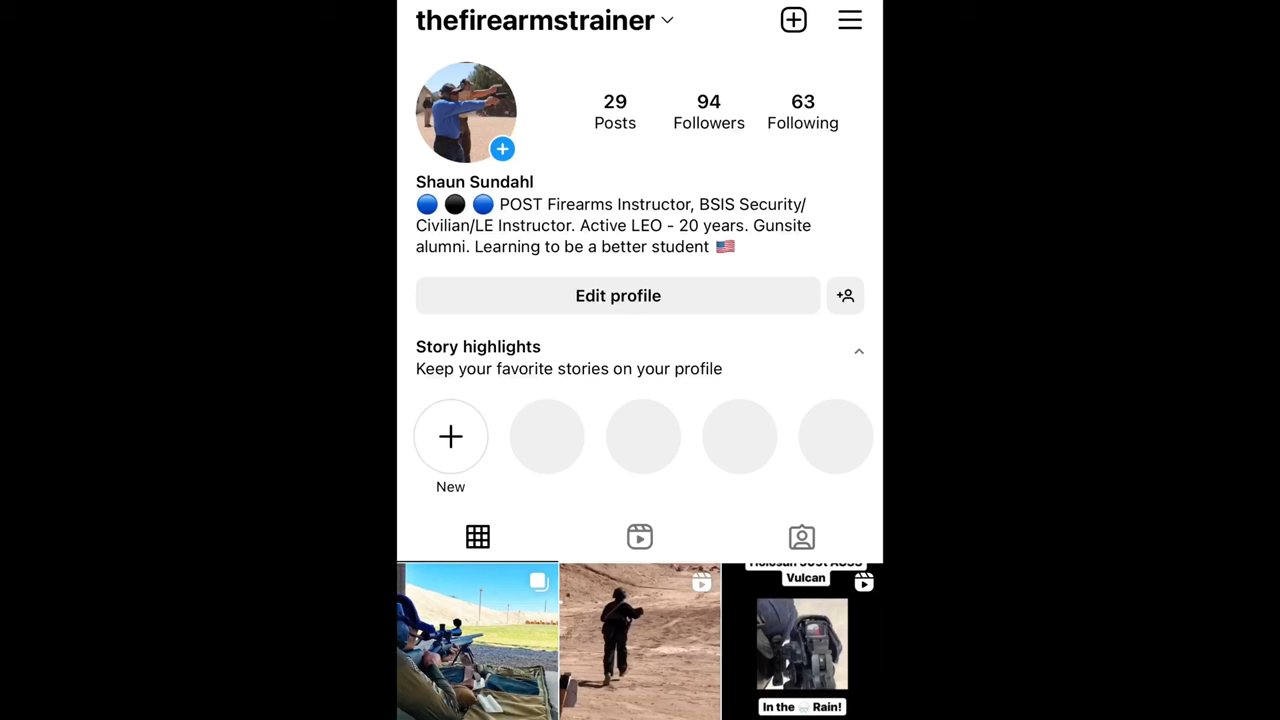 thefirearmstrainer
29 94 63
Posts Followers Following
Shaun Sundahl
🔵 ⚫ 🔵 POST Firearms Instructor, BSIS Security/
Civilian/LE Instructor. Active LEO - 20 years. Gunsite
alumni. Learning to be a better student 🇺🇸
Edit profile
Story highlights
Keep your favorite stories on your profile
New
Vulcan
In the 🌧 Rain!